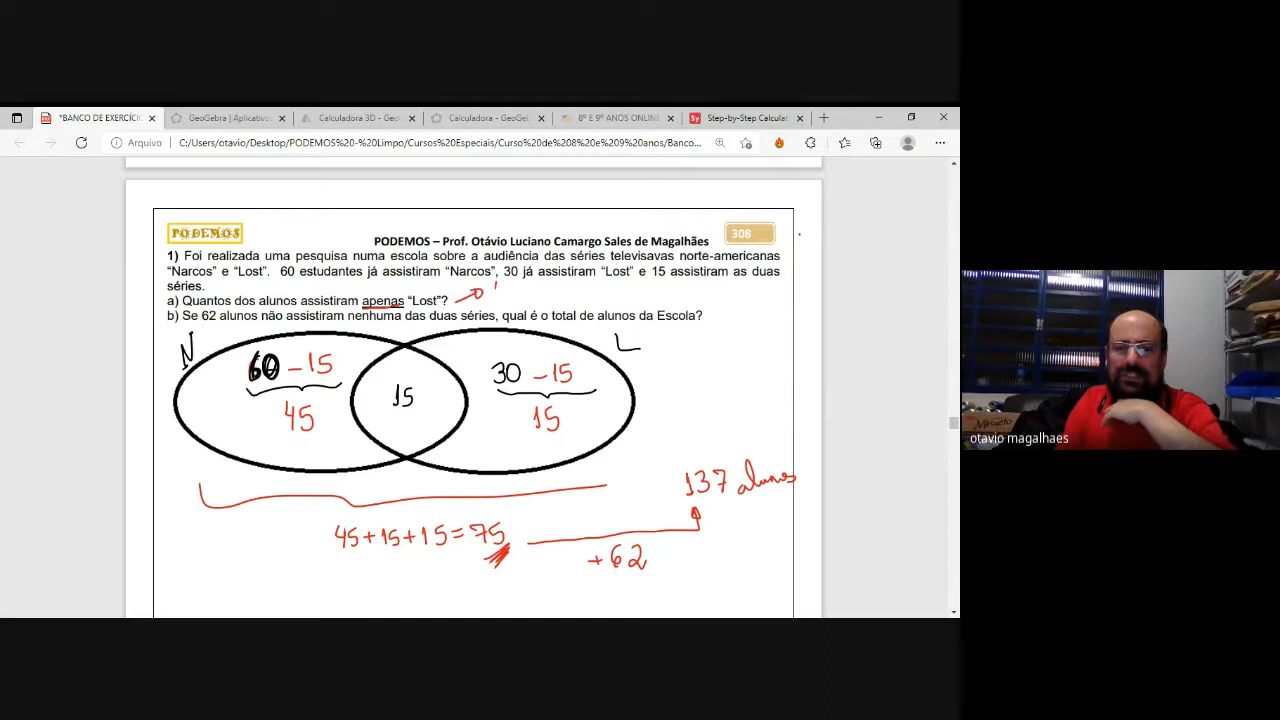 *BANCO DE EXERCÍCI
GeoGebra | Aplicativo
Calculadora 3D - Geo
Calculadora - GeoGet
8º E 9º ANOS ONLINE
Sy Step-by-Step Calculat
Arquivo C:/Users/otavio/Desktop/PODEMOS%20-%20Limpo/Cursos%20Especiais/Curso%20de%208%20e%209%20anos/Banco...
PODEMOS
PODEMOS – Prof. Otávio Luciano Camargo Sales de Magalhães
308
1) Foi realizada uma pesquisa numa escola sobre a audiência das séries televisavas norte-americanas
“Narcos” e “Lost”. 60 estudantes já assistiram “Narcos”, 30 já assistiram “Lost” e 15 assistiram as duas
séries.
a) Quantos dos alunos assistiram apenas “Lost”?
b) Se 62 alunos não assistiram nenhuma das duas séries, qual é o total de alunos da Escola?
N
L
60 - 15
30 - 15
15
45
15
137 alunos
45+15+15=75
+62
otavio magalhaes